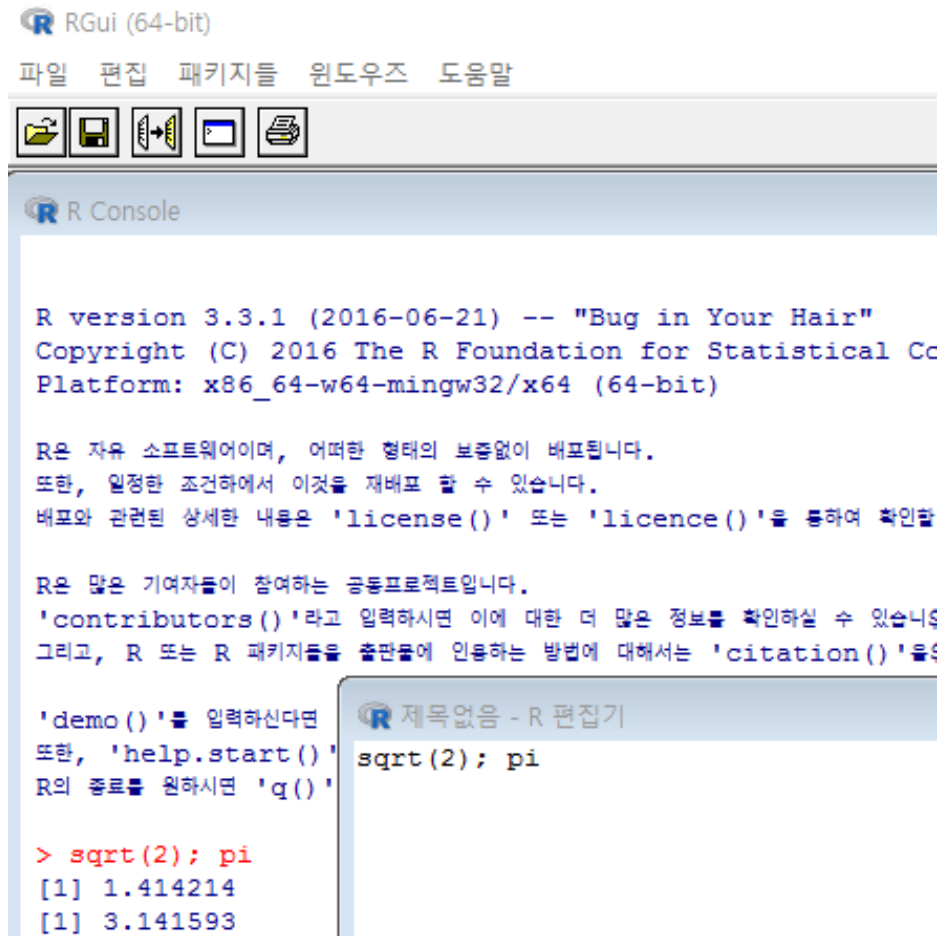 RGui (64-bit)
파일 편집 패키지들 윈도우즈 도움말
R Console
R version 3.3.1 (2016-06-21) -- "Bug in Your Hair"
Copyright (C) 2016 The R Foundation for Statistical Co
Platform: x86_64-w64-mingw32/x64 (64-bit)
R은 자유 소프트웨어이며, 어떠한 형태의 보증없이 배포됩니다.
또한, 일정한 조건하에서 이것을 재배포 할 수 있습니다.
배포와 관련된 상세한 내용은 'license()' 또는 'licence()'을 통하여 확인할
R은 많은 기여자들이 참여하는 공동프로젝트입니다.
'contributors()'라고 입력하시면 이에 대한 더 많은 정보를 확인하실 수 있습니$
그리고, R 또는 R 패키지들을 출판물에 인용하는 방법에 대해서는 'citation()'을$
'demo()'를 입력하신다면
또한, 'help.start()'
R의 종료를 원하시면 'q()'
> sqrt(2); pi
[1] 1.414214
[1] 3.141593
제목없음 - R 편집기
sqrt(2); pi